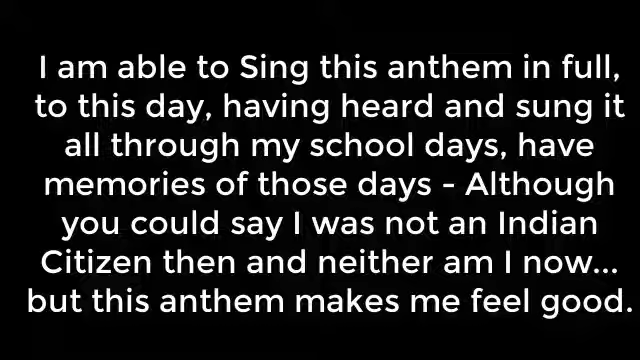 I am able to Sing this anthem in full,
to this day, having heard and sung it
all through my school days, have
memories of those days - Although
you could say I was not an Indian
Citizen then and neither am I now...
but this anthem makes me feel good.